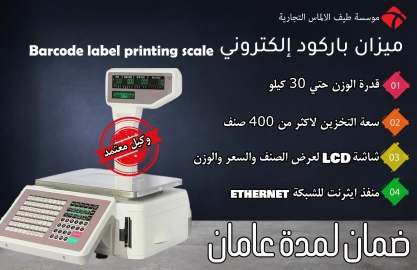 موسسة طيف الالماس التجارية
ميزان باركود إلكتروني Barcode label printing scale
01 قدرة الوزن حتي 30 كيلو
02 سعة التخزين لاكثر من 400 صنف
03 شاشة LCD لعرض الصنف والسعر والوزن
04 منفذ ايثرنت للشبكة ETHERNET
وكيل معتمد
ضمان لمدة عامان